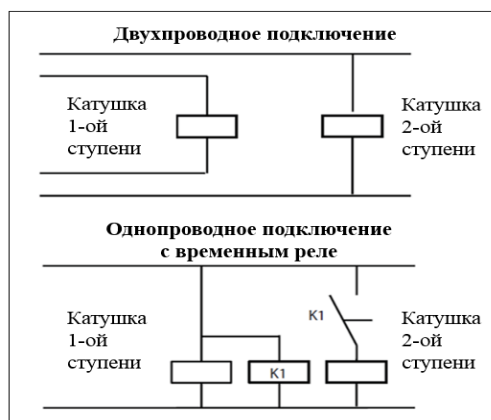 Двухпроводное подключение
Катушка
1-ой
ступени
Катушка
2-ой
ступени
Однопроводное подключение
с временным реле
Катушка
1-ой
ступени
K1
K1
Катушка
2-ой
ступени